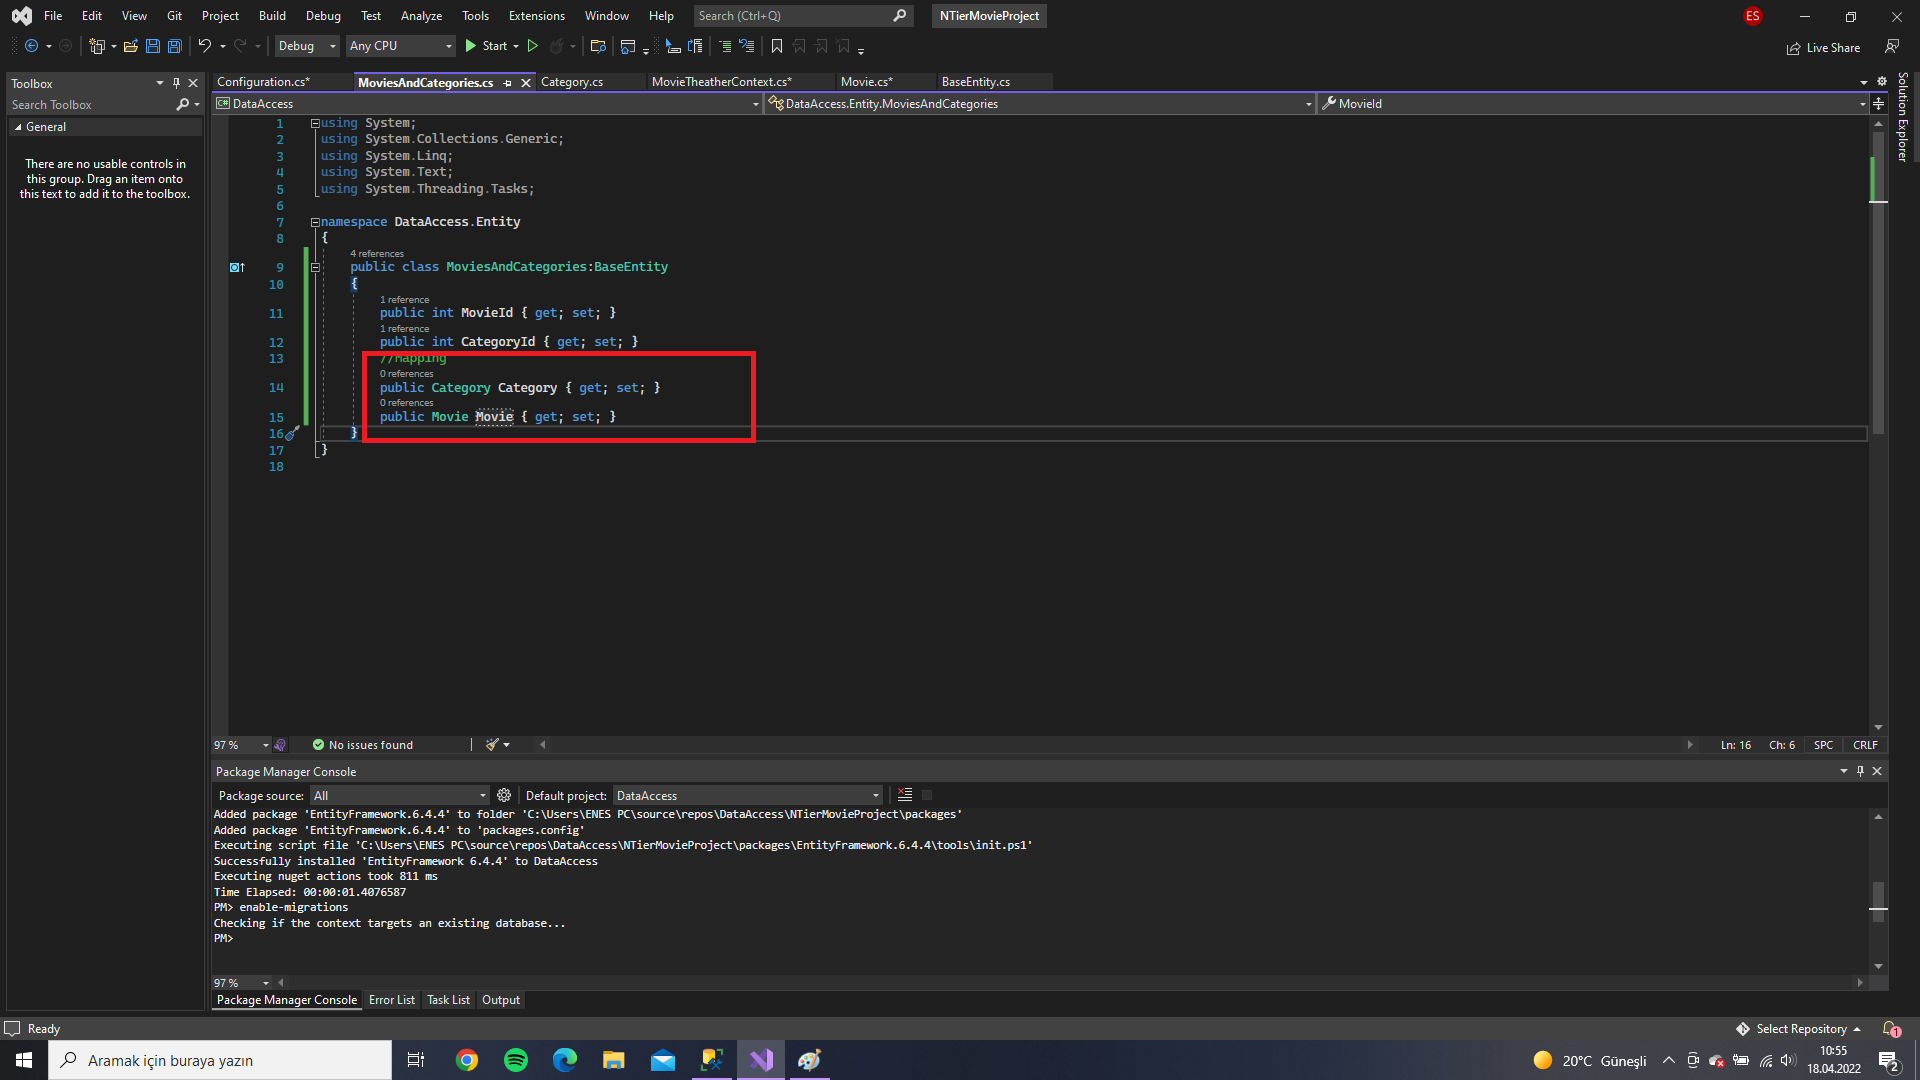 File Edit View Git Project Build Debug Test Analyze Tools Extensions Window Help Search (Ctrl+Q) NTierMovieProject ES
Debug Any CPU Start Live Share
Toolbox
Search Toolbox
General
There are no usable controls in
this group. Drag an item onto
this text to add it to the toolbox.
Configuration.cs* MoviesAndCategories.cs Category.cs MovieTheatherContext.cs* Movie.cs* BaseEntity.cs
DataAccess DataAccess.Entity.MoviesAndCategories MovieId
Solution Explorer
1 using System;
2 using System.Collections.Generic;
3 using System.Linq;
4 using System.Text;
5 using System.Threading.Tasks;
6
7 namespace DataAccess.Entity
8 {
4 references
9 public class MoviesAndCategories:BaseEntity
10 {
1 reference
11 public int MovieId { get; set; }
1 reference
12 public int CategoryId { get; set; }
13 //Mapping
0 references
14 public Category Category { get; set; }
0 references
15 public Movie Movie { get; set; }
16 }
17 }
18
97 % No issues found Ln: 16 Ch: 6 SPC CRLF
Package Manager Console
Package source: All Default project: DataAccess
Added package 'EntityFramework.6.4.4' to folder 'C:\Users\ENES PC\source\repos\DataAccess\NTierMovieProject\packages'
Added package 'EntityFramework.6.4.4' to 'packages.config'
Executing script file 'C:\Users\ENES PC\source\repos\DataAccess\NTierMovieProject\packages\EntityFramework.6.4.4\tools\init.ps1'
Successfully installed 'EntityFramework 6.4.4' to DataAccess
Executing nuget actions took 811 ms
Time Elapsed: 00:00:01.4076587
PM> enable-migrations
Checking if the context targets an existing database...
PM>
97 %
Package Manager Console Error List Task List Output
Ready Select Repository 1
Aramak için buraya yazın 20°C Güneşli 10:55
18.04.2022 2